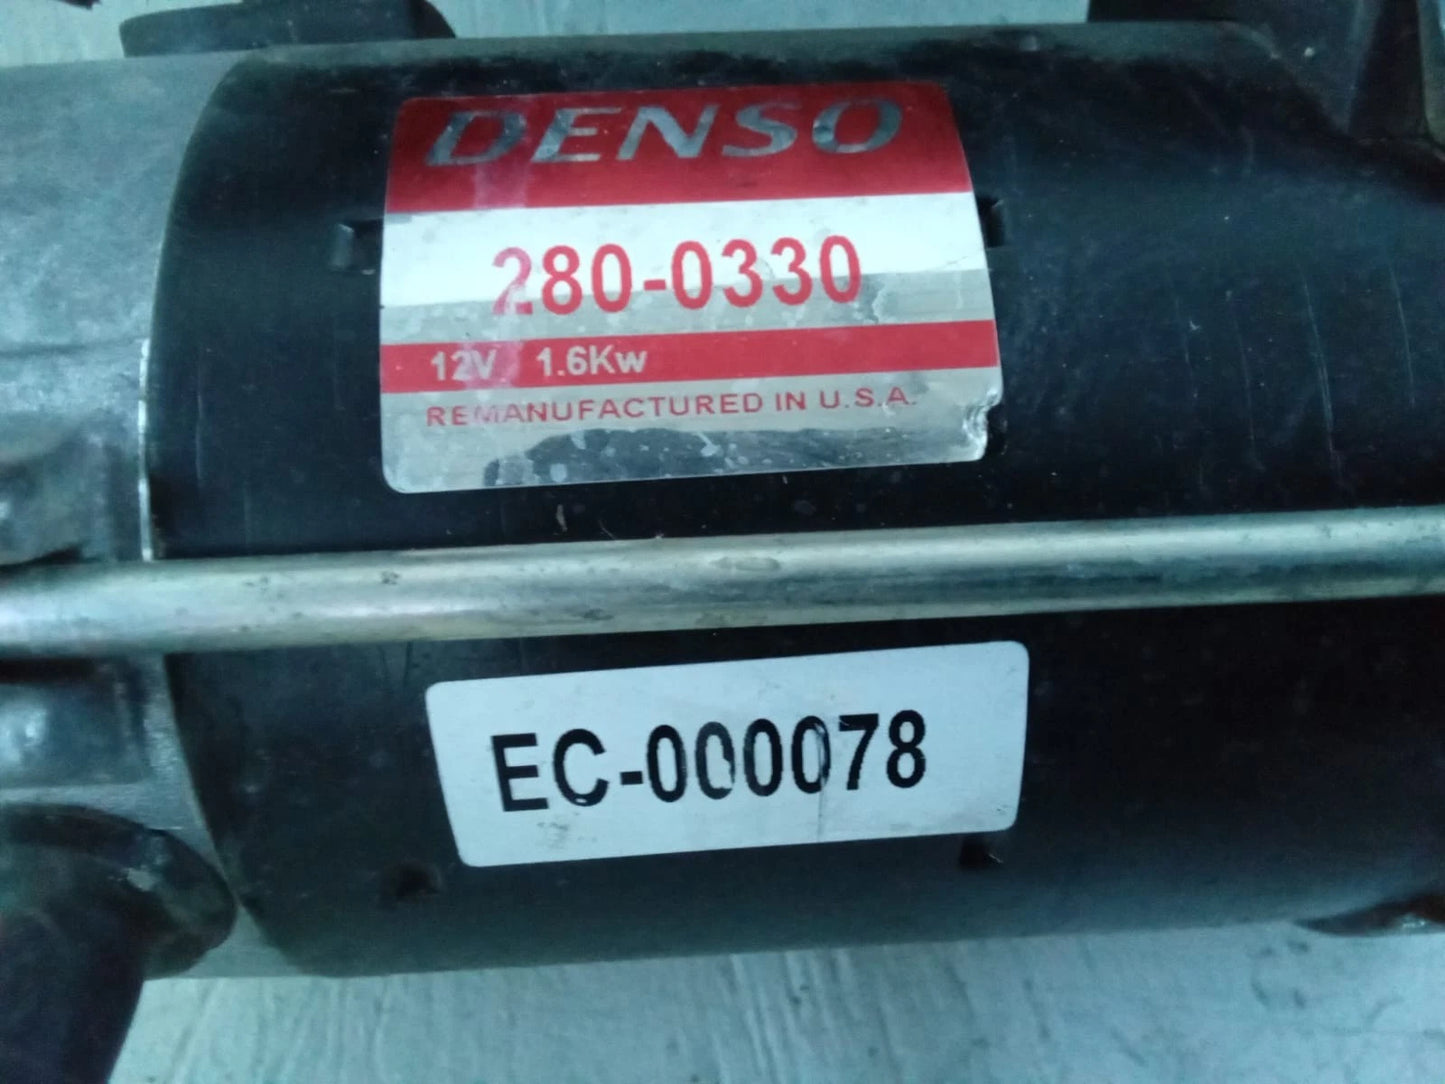 DENSO
280-0330
12V 1.6Kw
REMANUFACTURED IN U.S.A.
EC-000078